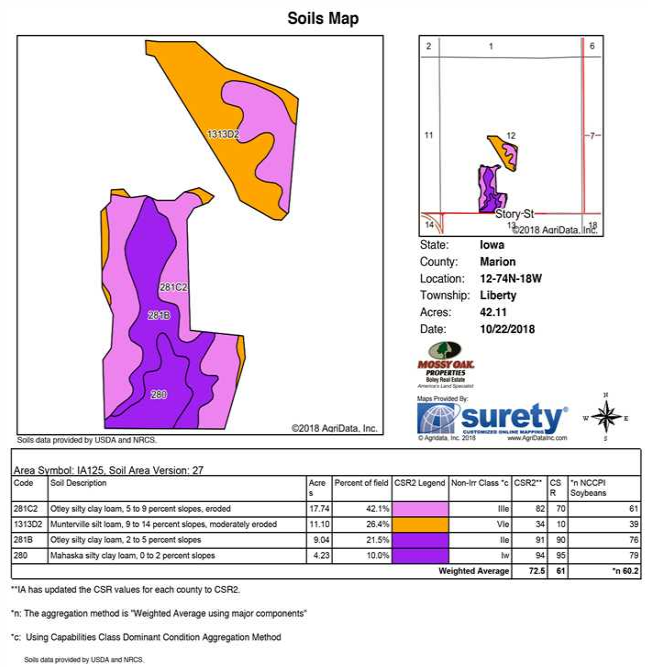 Soils Map
1313D2
281C2
281B
280
©2018 AgriData, Inc.
Soils data provided by USDA and NRCS.
2 1 6
11 12 7
Story-St
14 13 18
©2018 AgriData, Inc.
State: Iowa
County: Marion
Location: 12-74N-18W
Township: Liberty
Acres: 42.11
Date: 10/22/2018
MOSSY OAK
PROPERTIES
Boley Real Estate
America's Land Specialist
Maps Provided By:
surety®
CUSTOMIZED ONLINE MAPPING
© Agridata, Inc. 2018 www.AgriDataInc.com
N
W E
S
Area Symbol: IA125, Soil Area Version: 27
Code Soil Description Acres Percent of field CSR2 Legend Non-Irr Class *c CSR2** CSR *n NCCPI Soybeans
281C2 Otley silty clay loam, 5 to 9 percent slopes, eroded 17.74 42.1% IIIe 82 70 61
1313D2 Munterville silt loam, 9 to 14 percent slopes, moderately eroded 11.10 26.4% VIe 34 10 39
281B Otley silty clay loam, 2 to 5 percent slopes 9.04 21.5% IIe 91 90 76
280 Mahaska silty clay loam, 0 to 2 percent slopes 4.23 10.0% Iw 94 95 79
Weighted Average 72.5 61 *n 60.2
**IA has updated the CSR values for each county to CSR2.
*n: The aggregation method is "Weighted Average using major components"
*c: Using Capabilities Class Dominant Condition Aggregation Method
Soils data provided by USDA and NRCS.